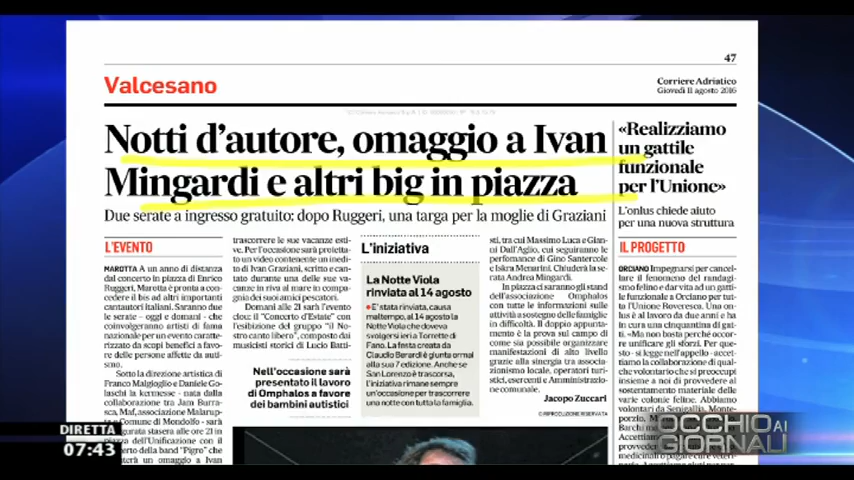 47
Valcesano
Corriere Adriatico
Giovedì 11 agosto 2016
Notti d'autore, omaggio a Ivan
Mingardi e altri big in piazza
Due serate a ingresso gratuito: dopo Ruggeri, una targa per la moglie di Graziani
L'EVENTO
MAROTTA A un anno di distanza
dal concerto in piazza di Enrico
Ruggeri, Marotta è pronta a con-
cedere il bis ad altri importanti
cantautori italiani. Saranno due
le serate - oggi e domani - che
coinvolgeranno artisti di fama
nazionale per un evento caratte-
rizzato da scopi benefici a favo-
re delle persone affette da auti-
smo.
Sotto la direzione artistica di
Franco Malgioglio e Daniele Go-
laschi la kermesse - nata dalla
collaborazione tra Jam Burra-
sca, Maf, associazione Malarup-
e Comune di Mondolfo - sarà
inaugurata stasera alle ore 21 in
piazza dell'Unificazione con il
concerto della band "Pigro" che
un omaggio a Ivan
trascorrere le sue vacanze esti-
ve. Per l'occasione sarà proietta-
to un video contenente un inedi-
to di Ivan Graziani, scritto e can-
tato durante una delle sue
vacanze in riva al mare in compa-
gnia dei suoi amici pescatori.
Domani alle 21 sarà l'evento
clou: il "Concerto d'Estate" con
l'esibizione del gruppo "il No-
stro canto libero", composto dai
musicisti storici di Lucio Batti-
Nell'occasione sarà
presentato il lavoro
di Omphalos a favore
dei bambini autistici
L'iniziativa
La Notte Viola
rinviata al 14 agosto
E' stata rinviata, causa
maltempo, al 14 agosto la
Notte Viola che doveva
svolgersi ieri a Torrette di
Fano. La festa creata da
Claudio Berardi è giunta ormai
alla sua 7 edizione. Anche se
San Lorenzo è trascorsa,
l'iniziativa rimane sempre
un'occasione per trascorrere
una notte con tutta la famiglia.
sti, tra cui Massimo Luca e Gian-
ni Dall'Aglio, cui seguiranno le
perfomance di Gino Santercole
e Iskra Menarini. Chiuderà la se-
rata Andrea Mingardi.
In piazza ci saranno gli stand
dell'associazione Omphalos
con tutte le informazioni sulle
attività a sostegno delle famiglie
in difficoltà. Il doppio appunta-
mento è la prova sul campo di
come sia possibile organizzare
manifestazioni di alto livello
grazie alla sinergia tra associa-
zionismo locale, operatori turi-
stici, esercenti e Amministrazio-
ne comunale.
Jacopo Zuccari
© RIPRODUZIONE RISERVATA
«Realizziamo
un gattile
funzionale
per l'Unione»
L'onlus chiede aiuto
per una nuova struttura
IL PROGETTO
ORCIANO Impegnarsi per cancel-
lare il fenomeno del randagi-
smo felino e dar vita ad un gatti-
le funzionale a Orciano per tut-
ta l'Unione Roveresco. Una on-
lus è al lavoro da due anni e ha
in cura una cinquantina di gat-
ti. «Ma non basta perché occor-
re unificare gli sforzi. Per que-
sto - si legge nell'appello - accet-
tiamo la collaborazione di qual-
che volontario che si preoccupi
insieme a noi di provvedere al
sostentamento materiale delle
varie colonie feline. Abbiamo
volontari da Senigallia, Monte-
Barchi
Accettiamo
DIRETTA
07:43
OCCHIO AI
GIORNALI